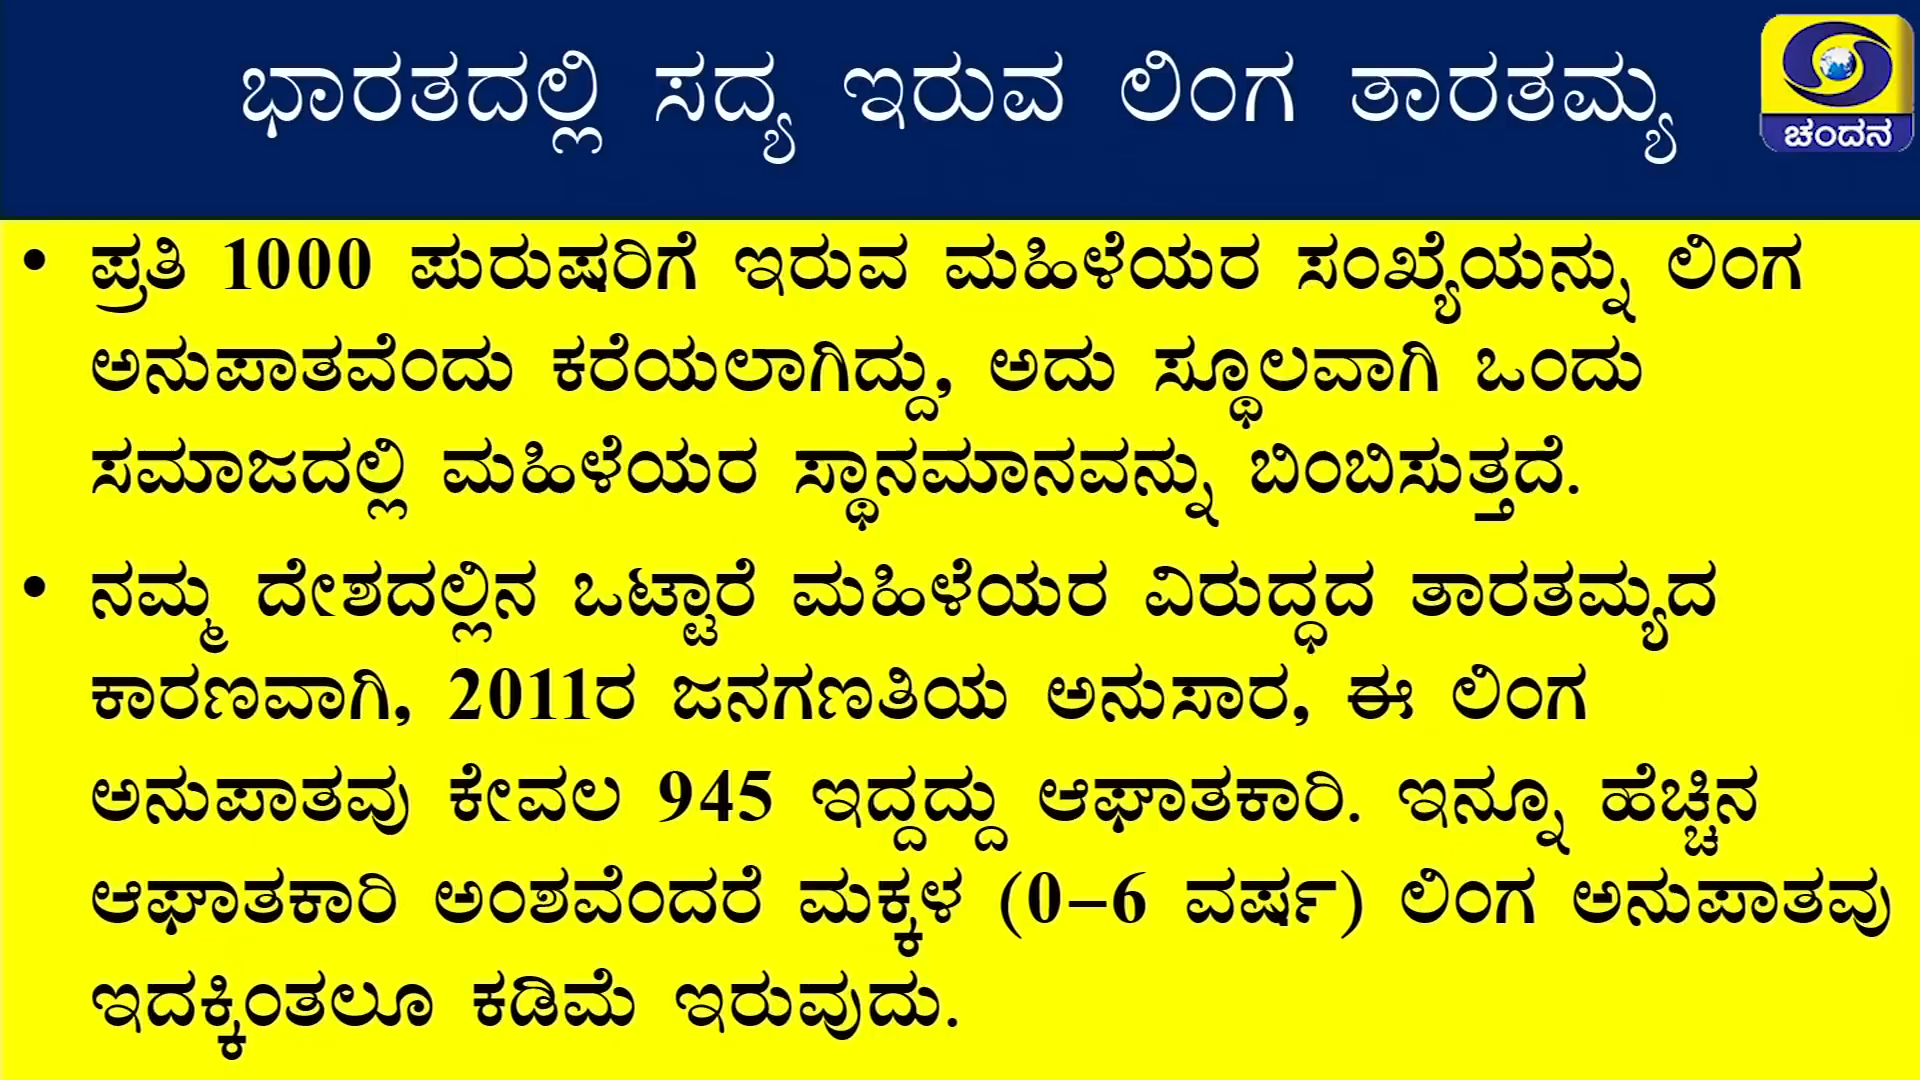 ಭಾರತದಲ್ಲಿ ಸದ್ಯ ಇರುವ ಲಿಂಗ ತಾರತಮ್ಯ
ಚಂದನ
• ಪ್ರತಿ 1000 ಪುರುಷರಿಗೆ ಇರುವ ಮಹಿಳೆಯರ ಸಂಖ್ಯೆಯನ್ನು ಲಿಂಗ
ಅನುಪಾತವೆಂದು ಕರೆಯಲಾಗಿದ್ದು, ಅದು ಸ್ಥೂಲವಾಗಿ ಒಂದು
ಸಮಾಜದಲ್ಲಿ ಮಹಿಳೆಯರ ಸ್ಥಾನಮಾನವನ್ನು ಬಿಂಬಿಸುತ್ತದೆ.
• ನಮ್ಮ ದೇಶದಲ್ಲಿನ ಒಟ್ಟಾರೆ ಮಹಿಳೆಯರ ವಿರುದ್ಧದ ತಾರತಮ್ಯದ
ಕಾರಣವಾಗಿ, 2011ರ ಜನಗಣತಿಯ ಅನುಸಾರ, ಈ ಲಿಂಗ
ಅನುಪಾತವು ಕೇವಲ 945 ಇದ್ದದ್ದು ಆಘಾತಕಾರಿ. ಇನ್ನೂ ಹೆಚ್ಚಿನ
ಆಘಾತಕಾರಿ ಅಂಶವೆಂದರೆ ಮಕ್ಕಳ (0–6 ವರ್ಷ) ಲಿಂಗ ಅನುಪಾತವು
ಇದಕ್ಕಿಂತಲೂ ಕಡಿಮೆ ಇರುವುದು.